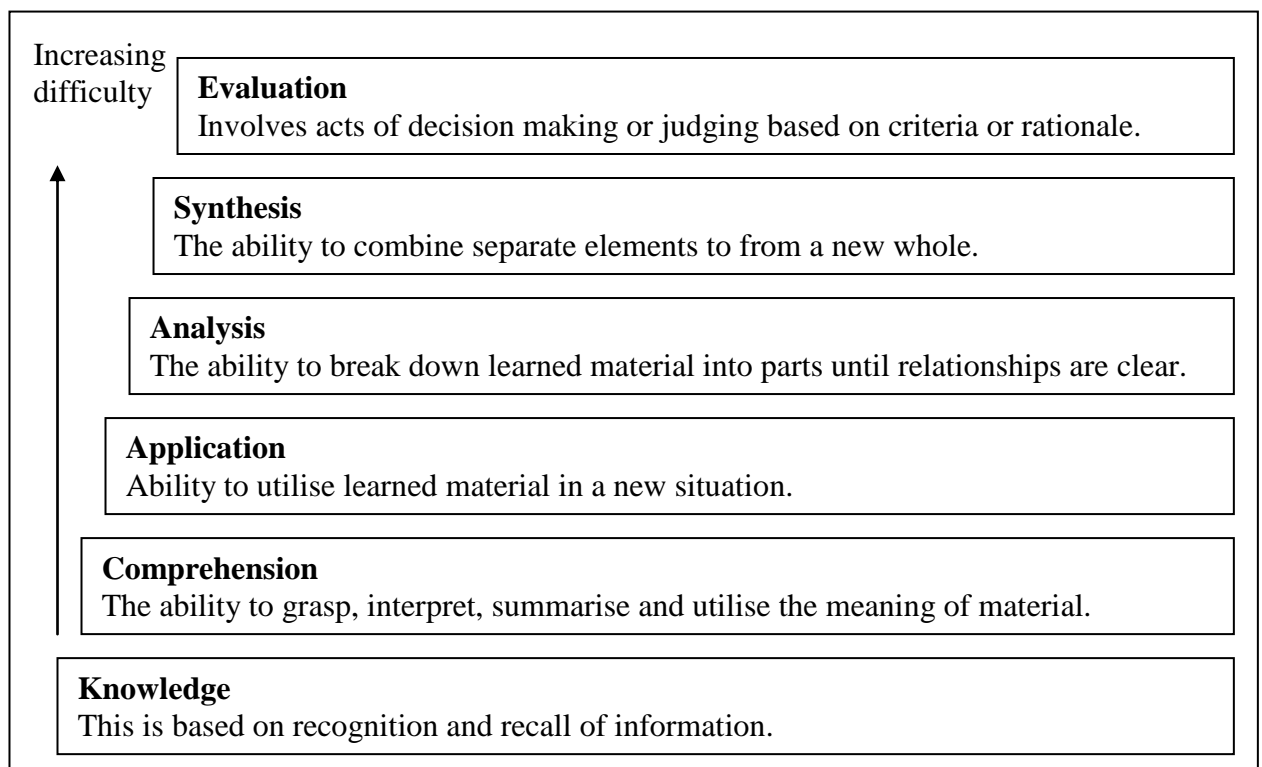 Increasing
difficulty
Evaluation
Involves acts of decision making or judging based on criteria or rationale.
Synthesis
The ability to combine separate elements to from a new whole.
Analysis
The ability to break down learned material into parts until relationships are clear.
Application
Ability to utilise learned material in a new situation.
Comprehension
The ability to grasp, interpret, summarise and utilise the meaning of material.
Knowledge
This is based on recognition and recall of information.